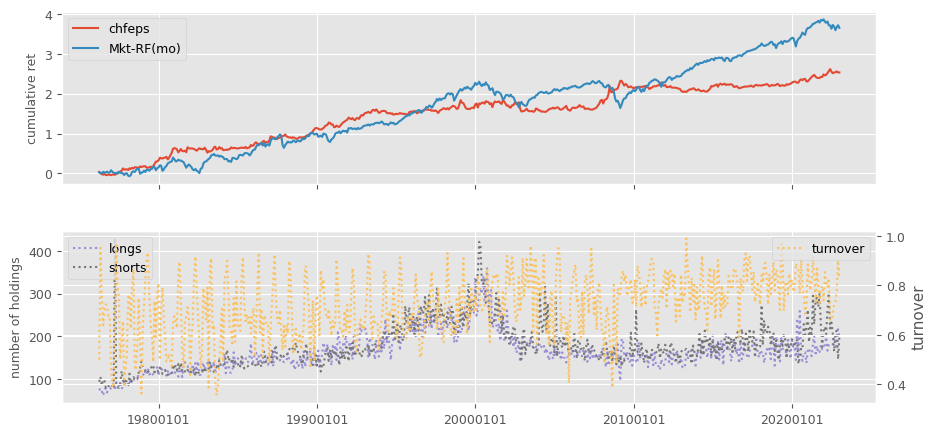 4
3
2
1
0
cumulative ret
chfeps
Mkt-RF(mo)
400
300
200
100
number of holdings
longs
shorts
turnover
1.0
0.8
0.6
0.4
turnover
19800101
19900101
20000101
20100101
20200101